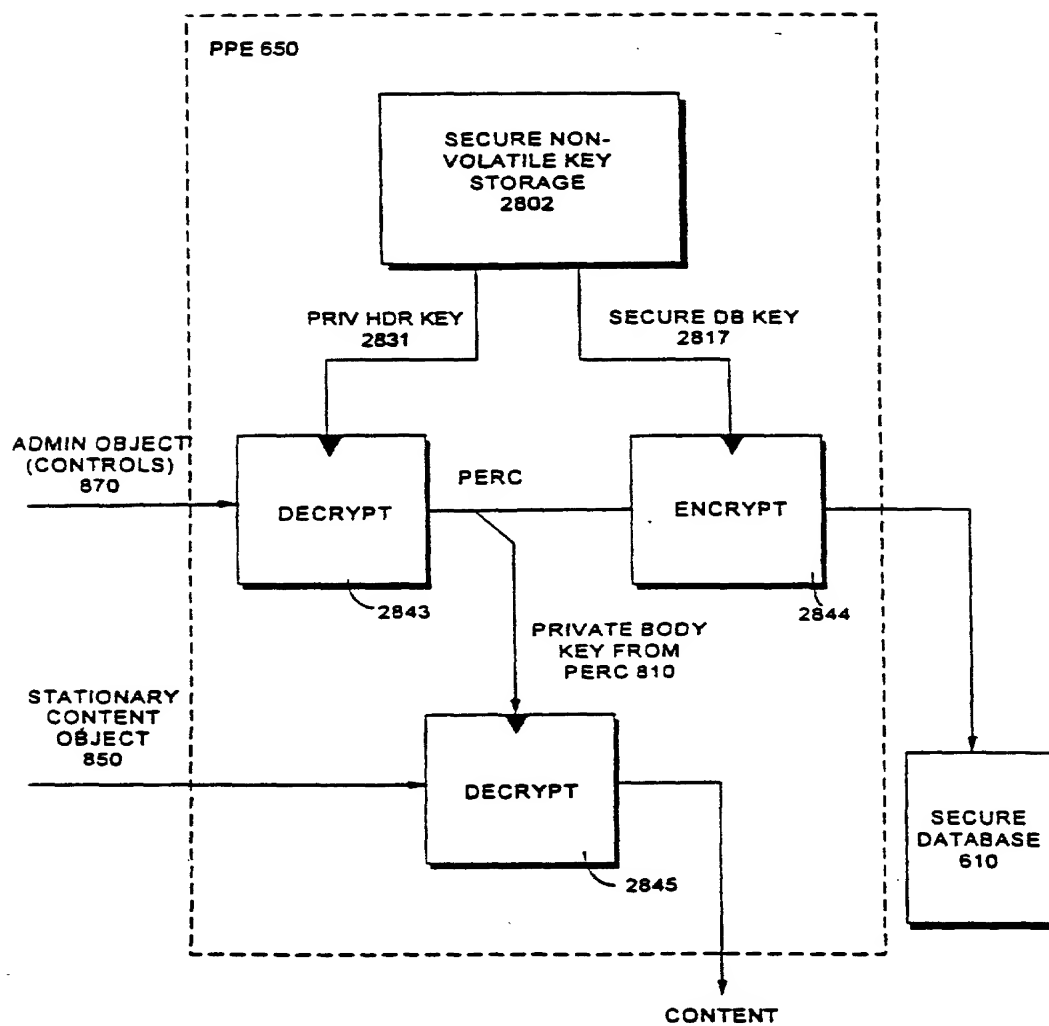 PPE 650
SECURE NON-
VOLATILE KEY
STORAGE
2802
PRIV HDR KEY
2831
SECURE DB KEY
2817
ADMIN OBJECT
(CONTROLS)
870
DECRYPT
PERC
ENCRYPT
2843
2844
PRIVATE BODY
KEY FROM
PERC 810
STATIONARY
CONTENT
OBJECT
850
DECRYPT
2845
SECURE
DATABASE
610
CONTENT